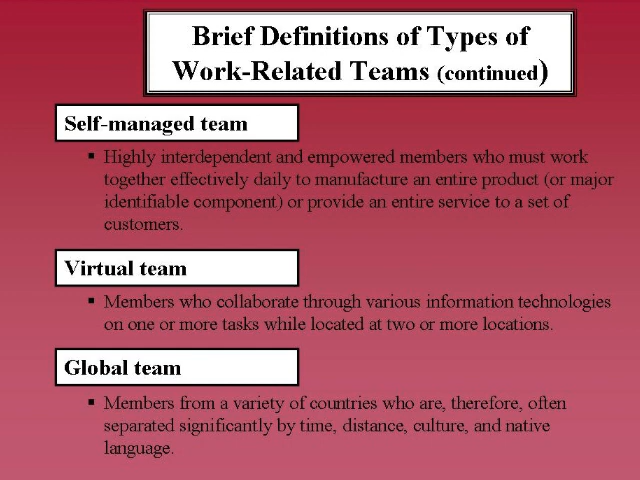 Brief Definitions of Types of
Work-Related Teams (continued)
Self-managed team
▪ Highly interdependent and empowered members who must work
together effectively daily to manufacture an entire product (or major
identifiable component) or provide an entire service to a set of
customers.
Virtual team
▪ Members who collaborate through various information technologies
on one or more tasks while located at two or more locations.
Global team
▪ Members from a variety of countries who are, therefore, often
separated significantly by time, distance, culture, and native
language.